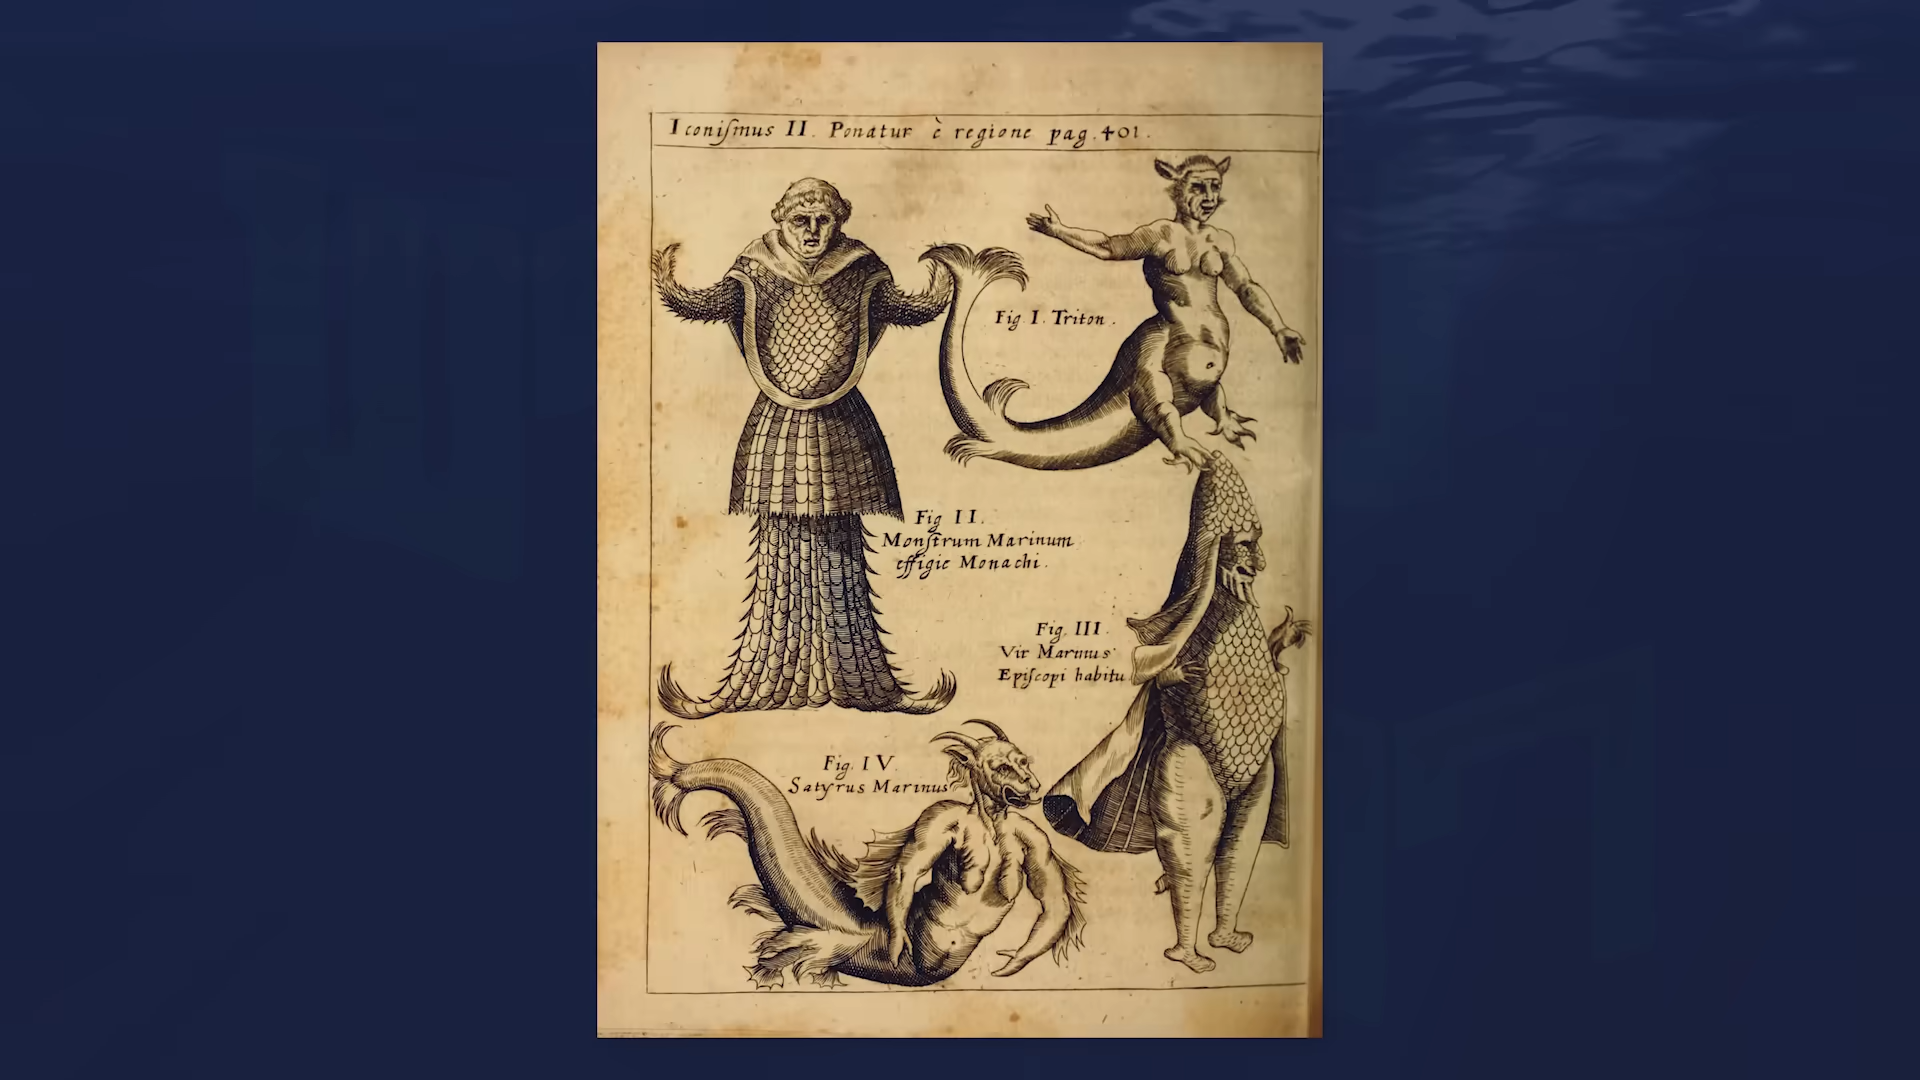 Iconiſmus II. Ponatur è regione pag. 401.
Fig I. Triton.
Fig II.
Monſtrum Marinum
effigie Monachi.
Fig. III.
Vir Marinus
Epiſcopi habitu
Fig. IV.
Satyrus Marinus